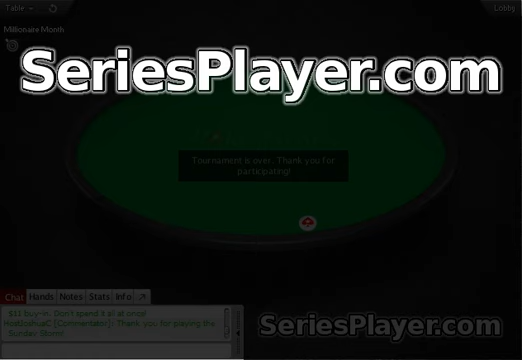 Table
Lobby
Millionaire Month
SeriesPlayer.com
Tournament is over. Thank you for
participating!
Chat Hands Notes Stats Info
$11 buy-in. Don't spend it all at once!
[Commentator]: Thank you for playing the
Sunday Storm!
SeriesPlayer.com